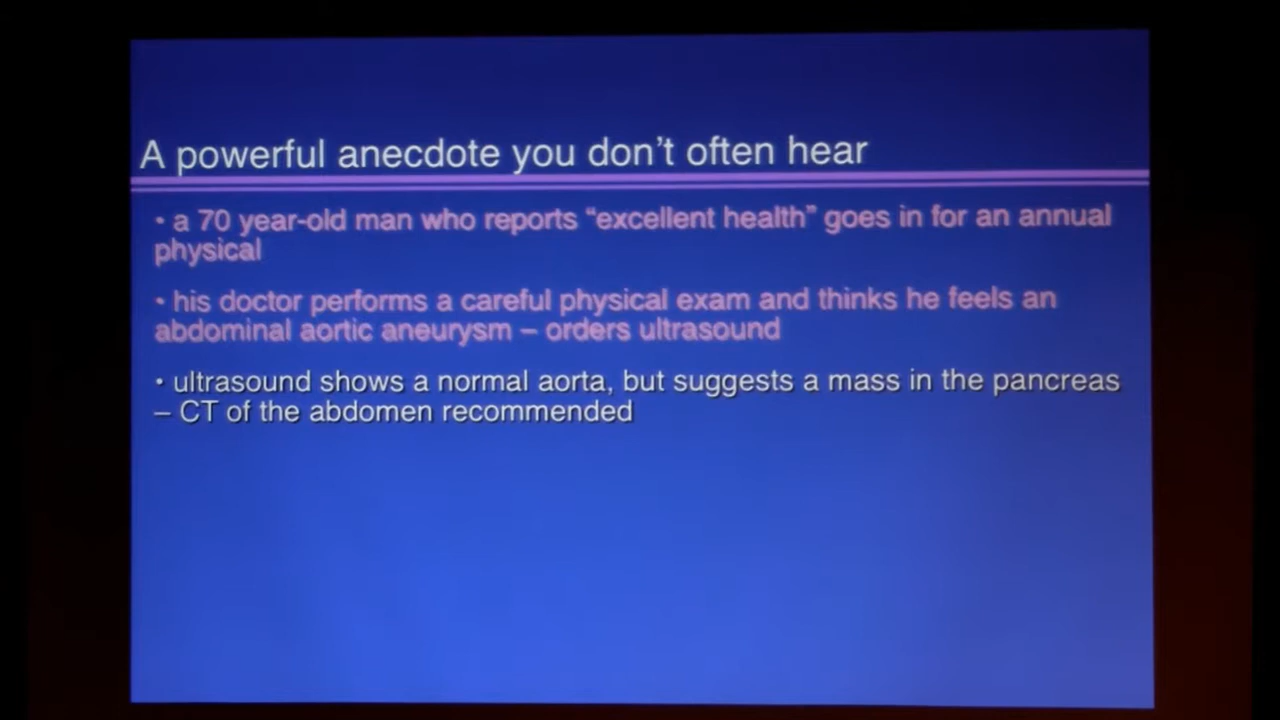 A powerful anecdote you don't often hear
• a 70 year-old man who reports “excellent health” goes in for an annual
physical
• his doctor performs a careful physical exam and thinks he feels an
abdominal aortic aneurysm – orders ultrasound
• ultrasound shows a normal aorta, but suggests a mass in the pancreas
– CT of the abdomen recommended